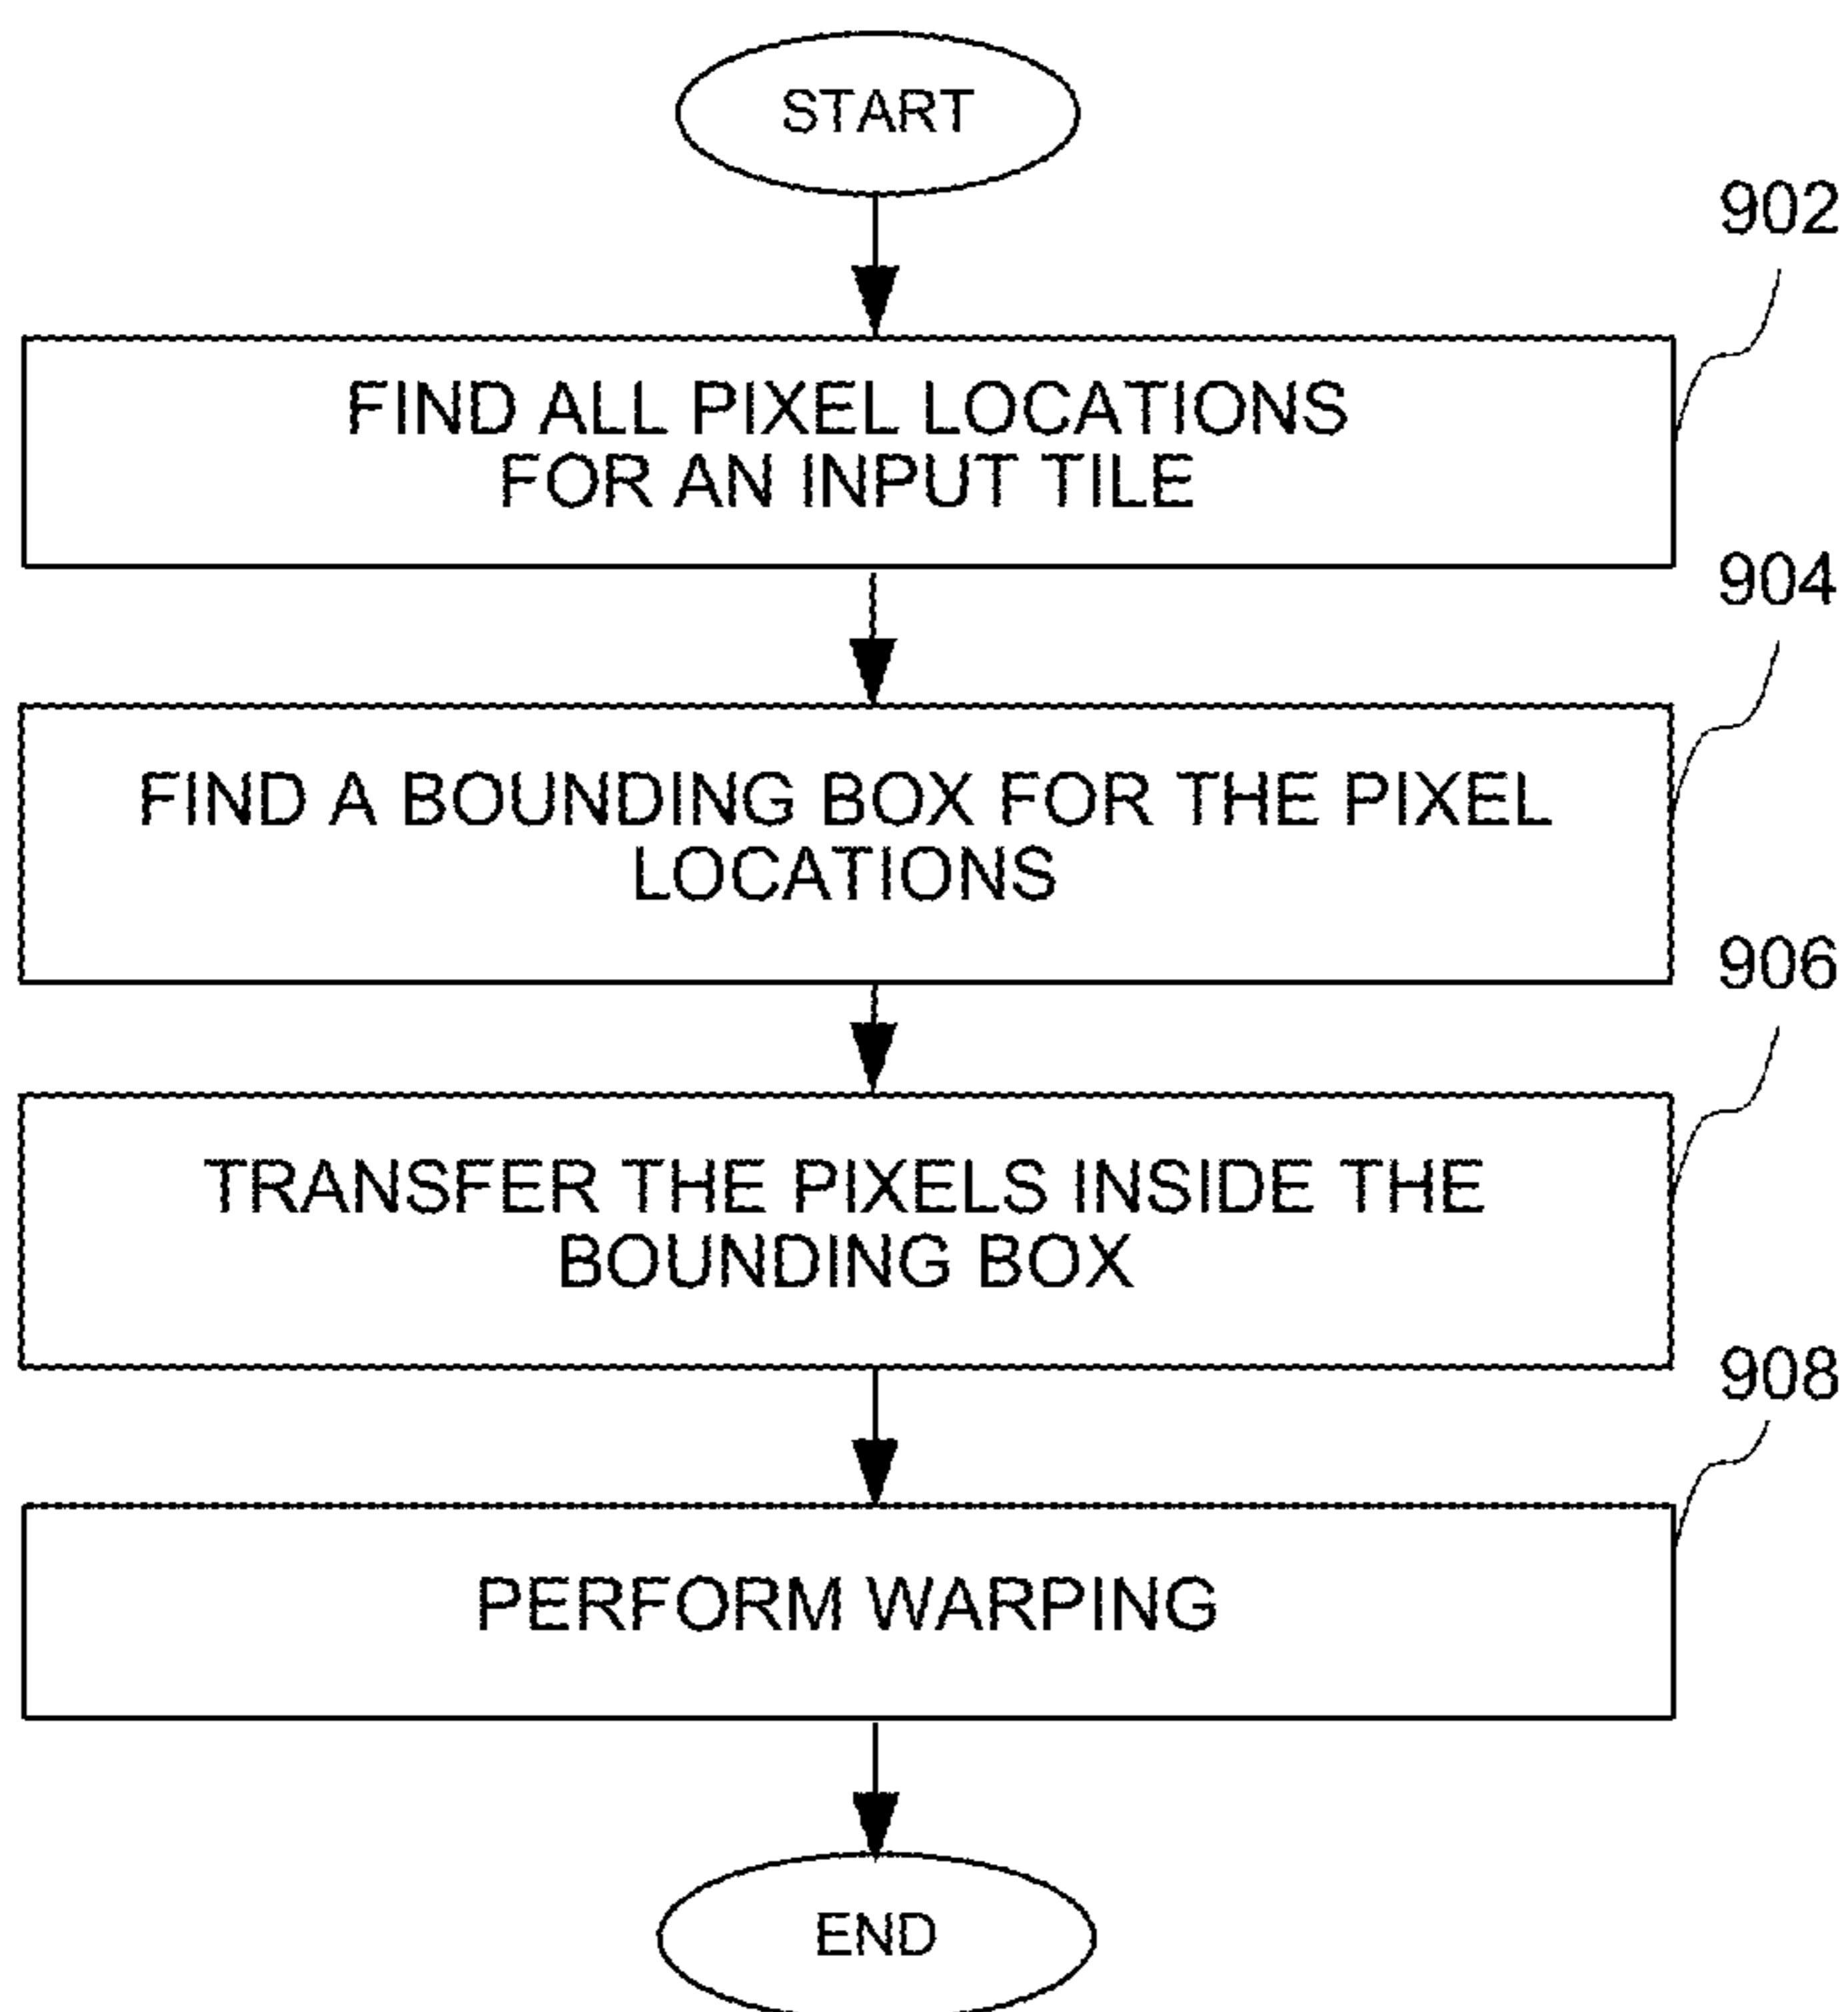 START
902
FIND ALL PIXEL LOCATIONS
FOR AN INPUT TILE
904
FIND A BOUNDING BOX FOR THE PIXEL
LOCATIONS
906
TRANSFER THE PIXELS INSIDE THE
BOUNDING BOX
908
PERFORM WARPING
END